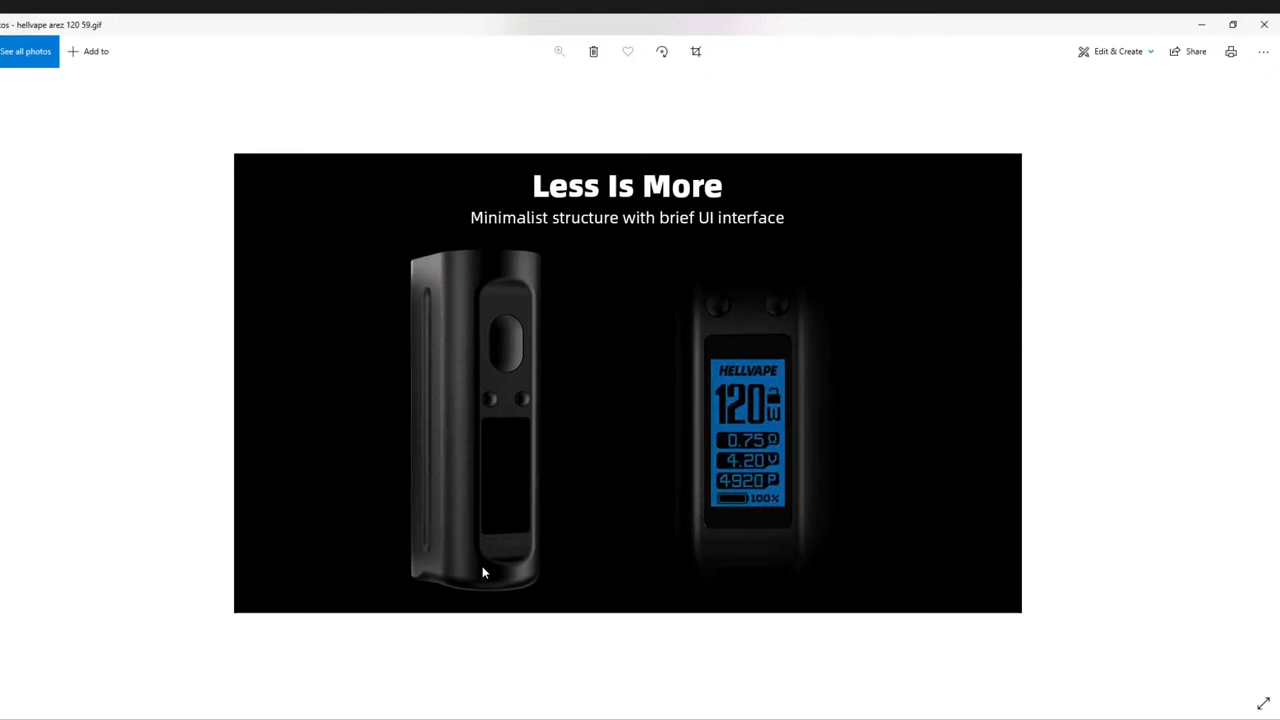 os - hellvape arez 120 59.gif
See all photos
Add to
Edit & Create
Share
Less Is More
Minimalist structure with brief UI interface
HELLVAPE
120W
0.75Ω
4.20V
4920P
100%